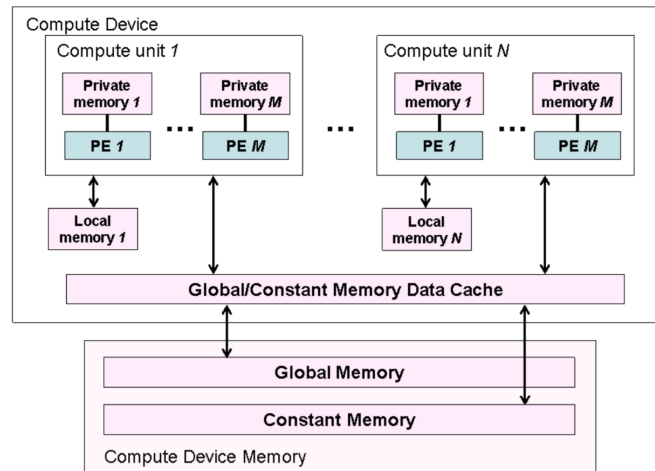 Compute Device
Compute unit 1
Compute unit N
Private
memory 1
Private
memory M
Private
memory 1
Private
memory M
PE 1
PE M
PE 1
PE M
Local
memory 1
Local
memory N
Global/Constant Memory Data Cache
Global Memory
Constant Memory
Compute Device Memory